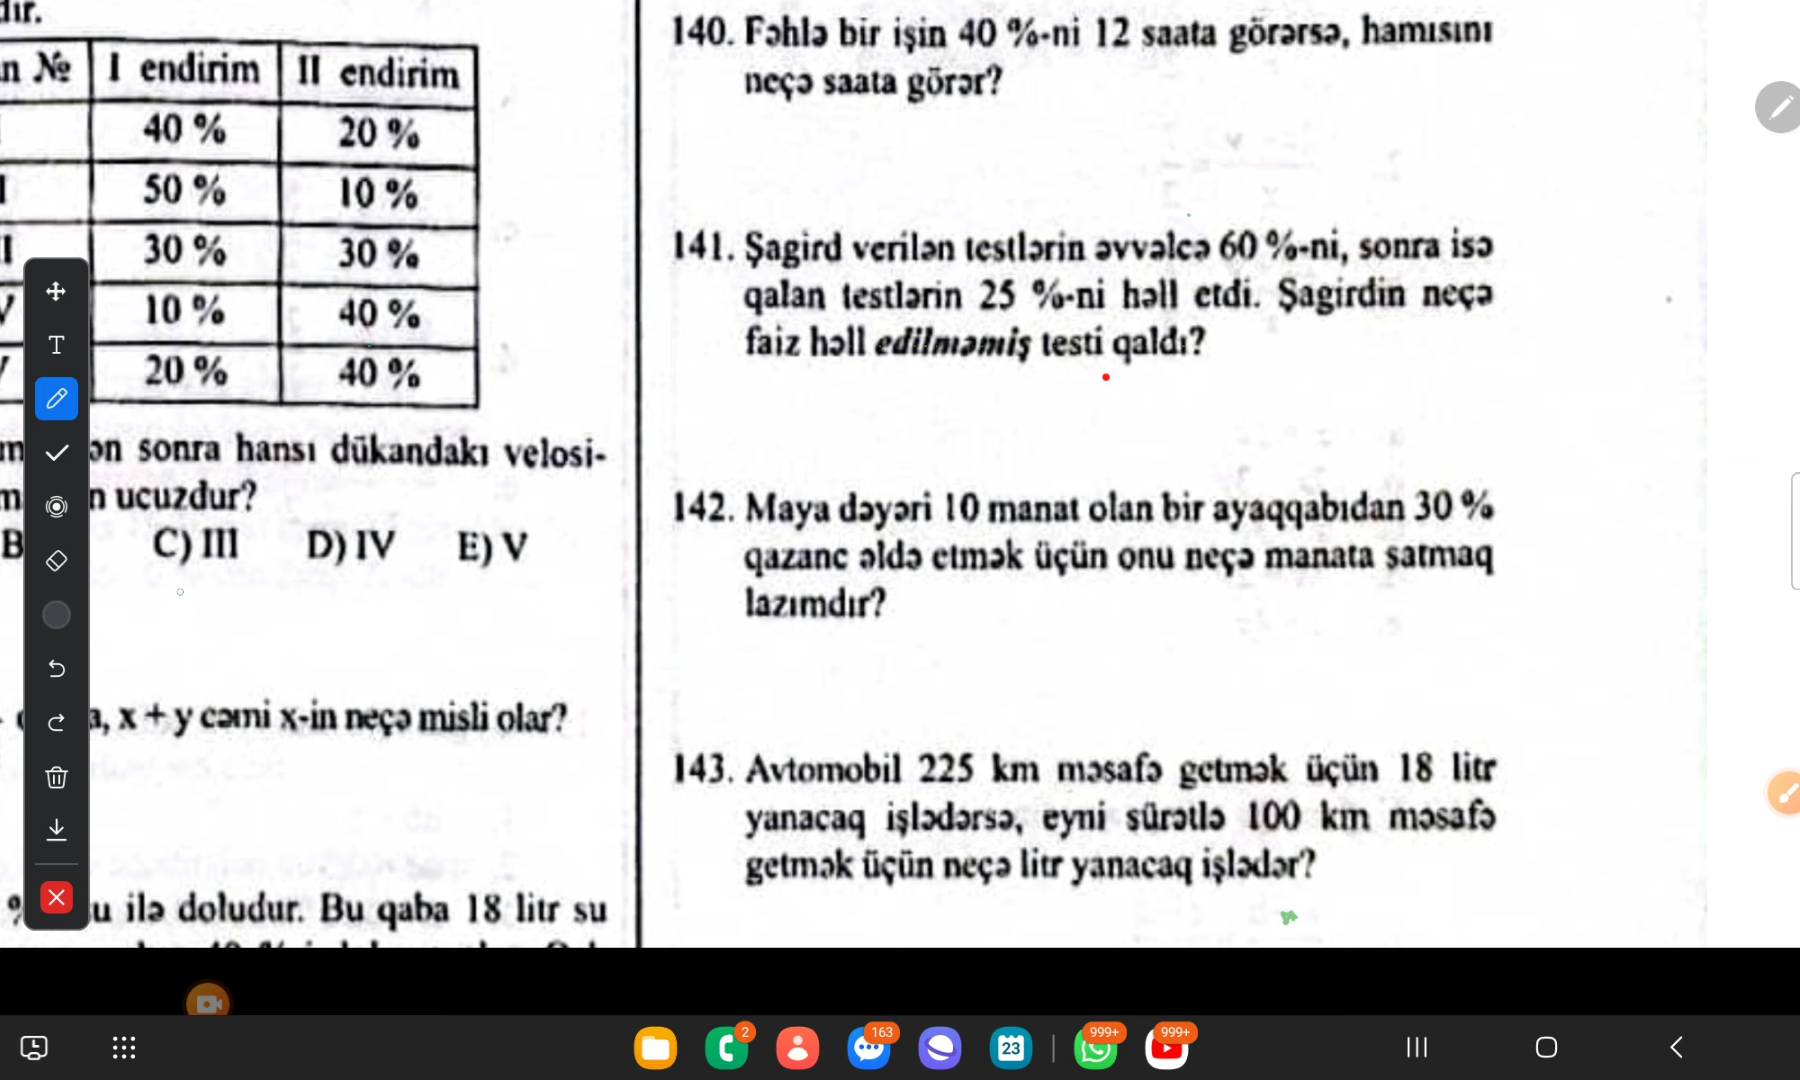 dır.
n № I endirim II endirim
40 % 20 %
50 % 10 %
30 % 30 %
10 % 40 %
20 % 40 %
ən sonra hansı dükandakı velosi-
n ucuzdur?
B C) III D) IV E) V
a, x + y cəmi x-in neçə misli olar?
% u ilə doludur. Bu qaba 18 litr su
140. Fəhlə bir işin 40 %-ni 12 saata görərsə, hamısını
neçə saata görər?
141. Şagird verilən testlərin əvvəlcə 60 %-ni, sonra isə
qalan testlərin 25 %-ni həll etdi. Şagirdin neçə
faiz həll edilməmiş testi qaldı?
142. Maya dəyəri 10 manat olan bir ayaqqabıdan 30 %
qazanc əldə etmək üçün onu neçə manata satmaq
lazımdır?
143. Avtomobil 225 km məsafə getmək üçün 18 litr
yanacaq işlədərsə, eyni sürətlə 100 km məsafə
getmək üçün neçə litr yanacaq işlədər?
T
2 163 23 999+ 999+